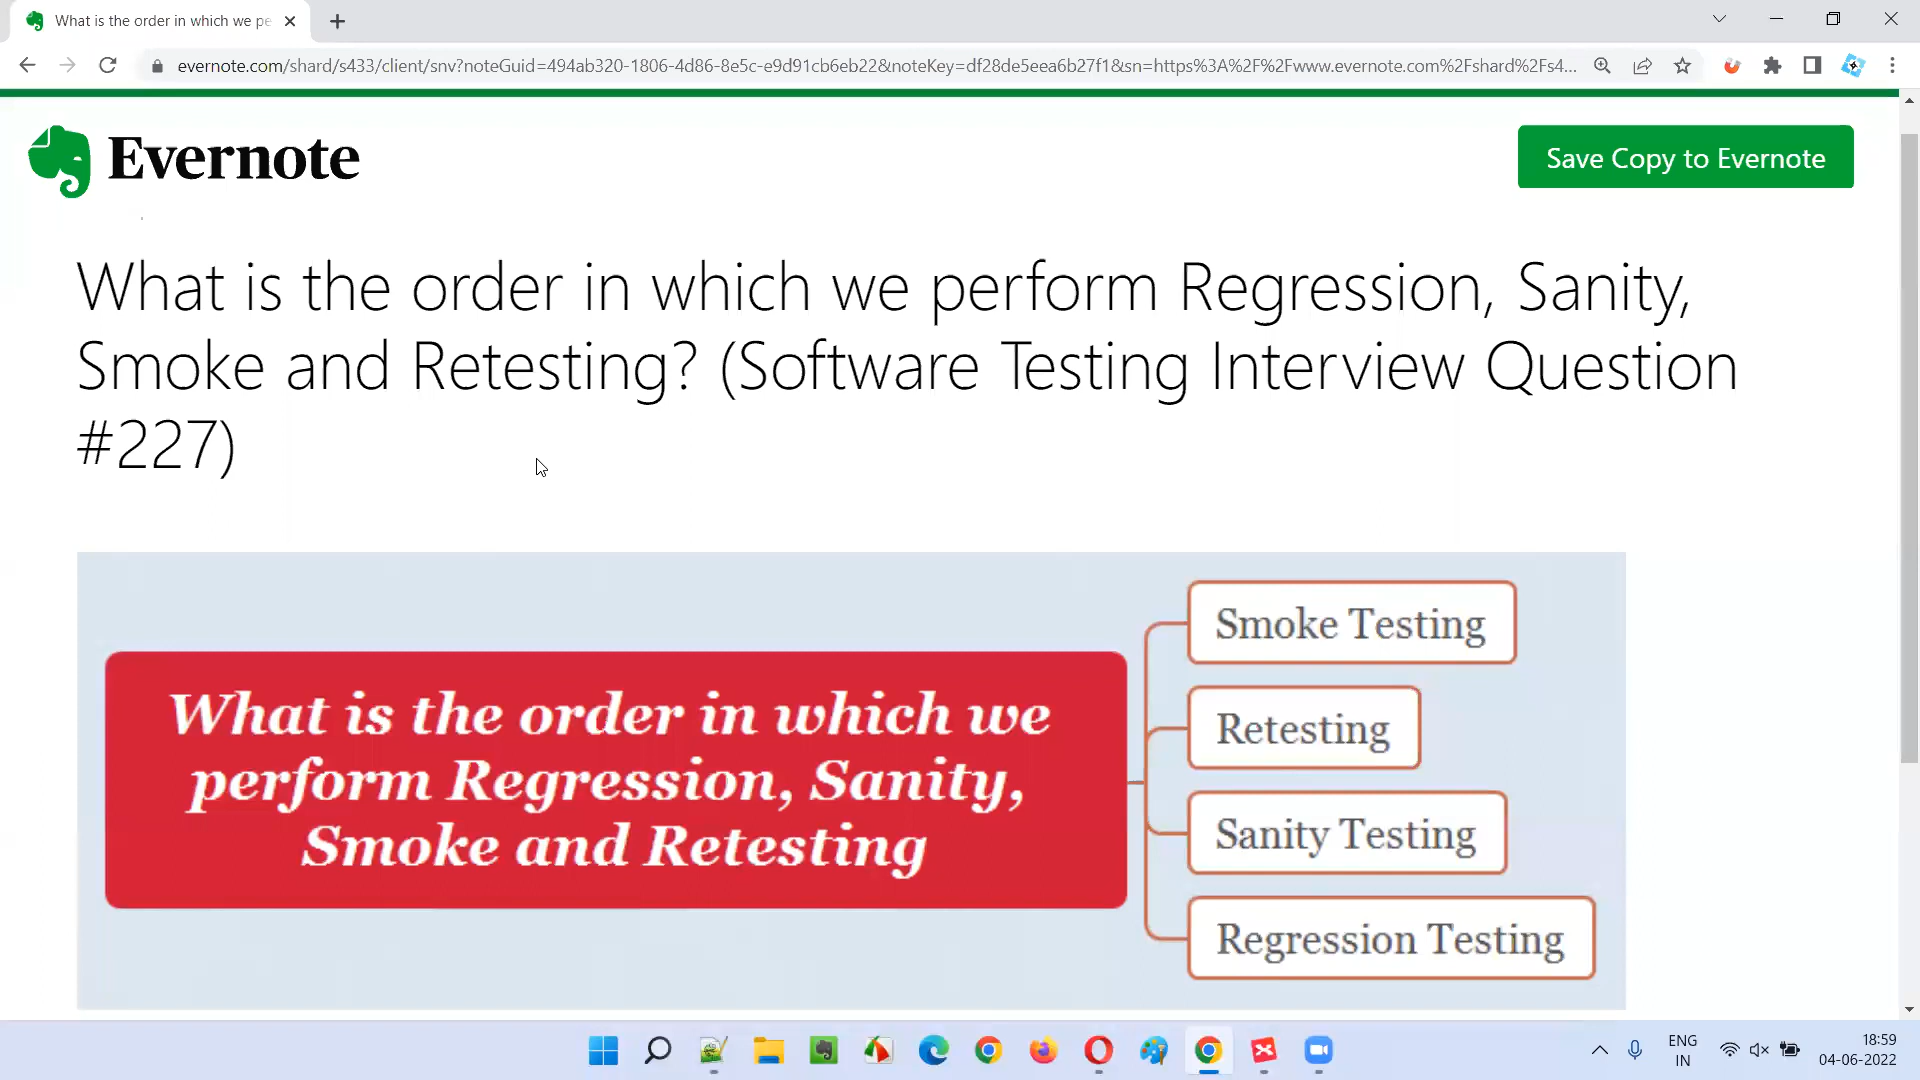 What is the order in which we pe
evernote.com/shard/s433/client/snv?noteGuid=494ab320-1806-4d86-8e5c-e9d91cb6eb22&noteKey=df28de5eea6b27f1&sn=https%3A%2F%2Fwww.evernote.com%2Fshard%2Fs4...
Evernote
Save Copy to Evernote
What is the order in which we perform Regression, Sanity,
Smoke and Retesting? (Software Testing Interview Question
#227)
What is the order in which we
perform Regression, Sanity,
Smoke and Retesting
Smoke Testing
Retesting
Sanity Testing
Regression Testing
ENG
IN
18:59
04-06-2022